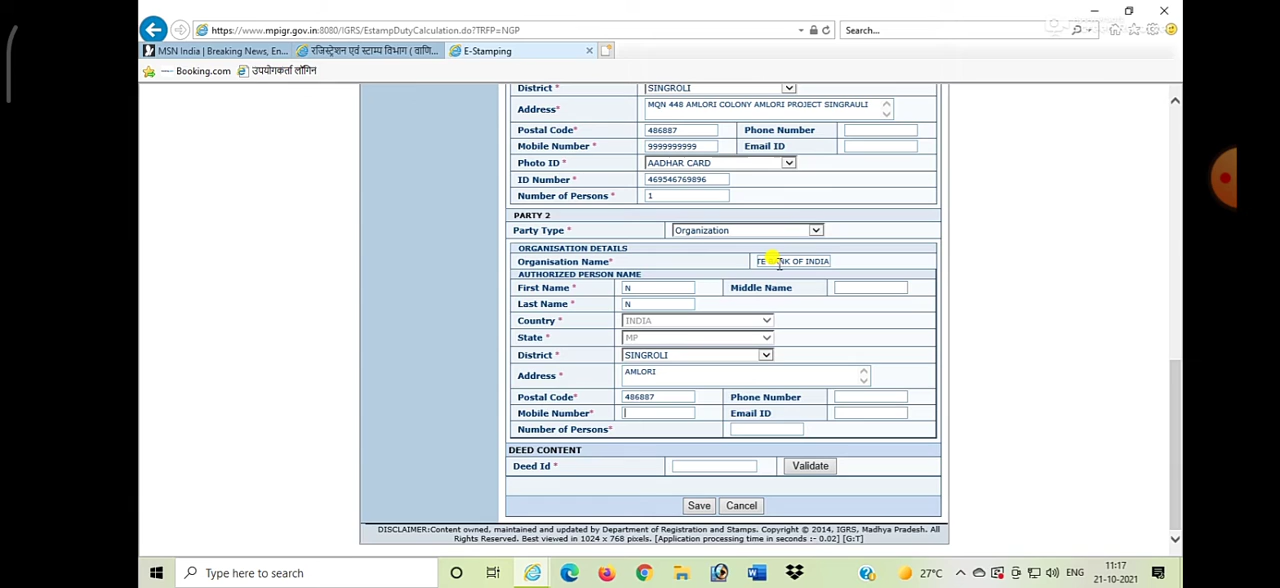 https://www.mpigr.gov.in:8080/IGRS/EstampDutyCalculation.do?TRFP=NGP
Search...
MSN India | Breaking News, Ent...
रजिस्ट्रेशन एवं स्टाम्प विभाग ( वाणि...
E-Stamping
Booking.com
उपयोगकर्ता लॉगिन
District * SINGROLI
Address* MQN 448 AMLORI COLONY AMLORI PROJECT SINGRAULI
Postal Code* 486887 Phone Number
Mobile Number * 9999999999 Email ID
Photo ID * AADHAR CARD
ID Number * 469546769896
Number of Persons * 1
PARTY 2
Party Type * Organization
ORGANISATION DETAILS
Organisation Name* OF INDIA
AUTHORIZED PERSON NAME
First Name * N Middle Name
Last Name * N
Country * INDIA
State * MP
District * SINGROLI
Address * AMLORI
Postal Code* 486887 Phone Number
Mobile Number* Email ID
Number of Persons*
DEED CONTENT
Deed Id * Validate
Save Cancel
DISCLAIMER:Content owned, maintained and updated by Department of Registration and Stamps. Copyright © 2014, IGRS, Madhya Pradesh. All
Rights Reserved. Best viewed in 1024 x 768 pixels. [Application processing time in seconds :- 0.02] [G:T]
Type here to search
27°C
ENG
11:17
21-10-2021